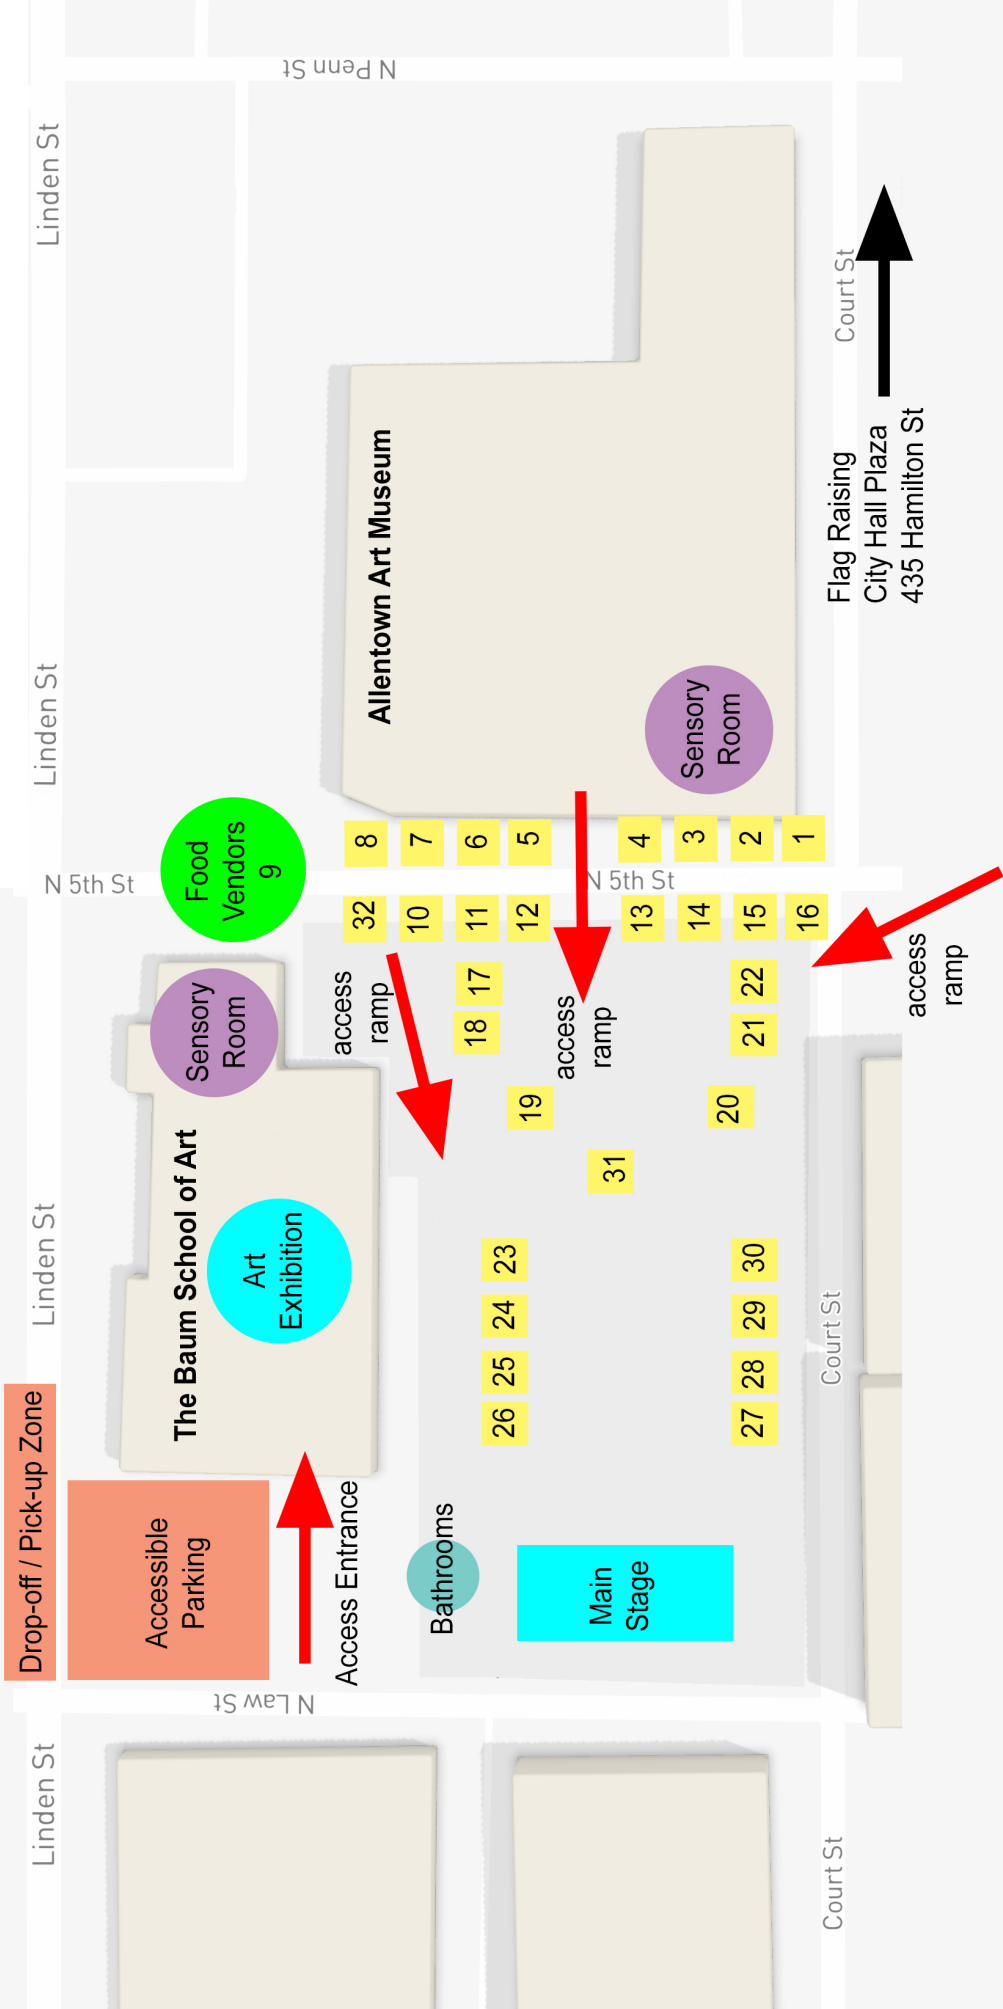 Linden St
Linden St
Linden St
Linden St
Drop-off / Pick-up Zone
Accessible
Parking
Access Entrance
The Baum School of Art
Art
Exhibition
Sensory
Room
Food
Vendors
9
N 5th St
N 5th St
N Penn St
N Law St
Allentown Art Museum
Sensory
Room
8
7
6
5
4
3
2
1
32
10
11
12
13
14
15
16
access
ramp
17
18
access
ramp
22
21
access
ramp
19
20
31
23
24
25
26
30
29
28
27
Bathrooms
Main
Stage
Court St
Court St
Court St
Flag Raising
City Hall Plaza
435 Hamilton St